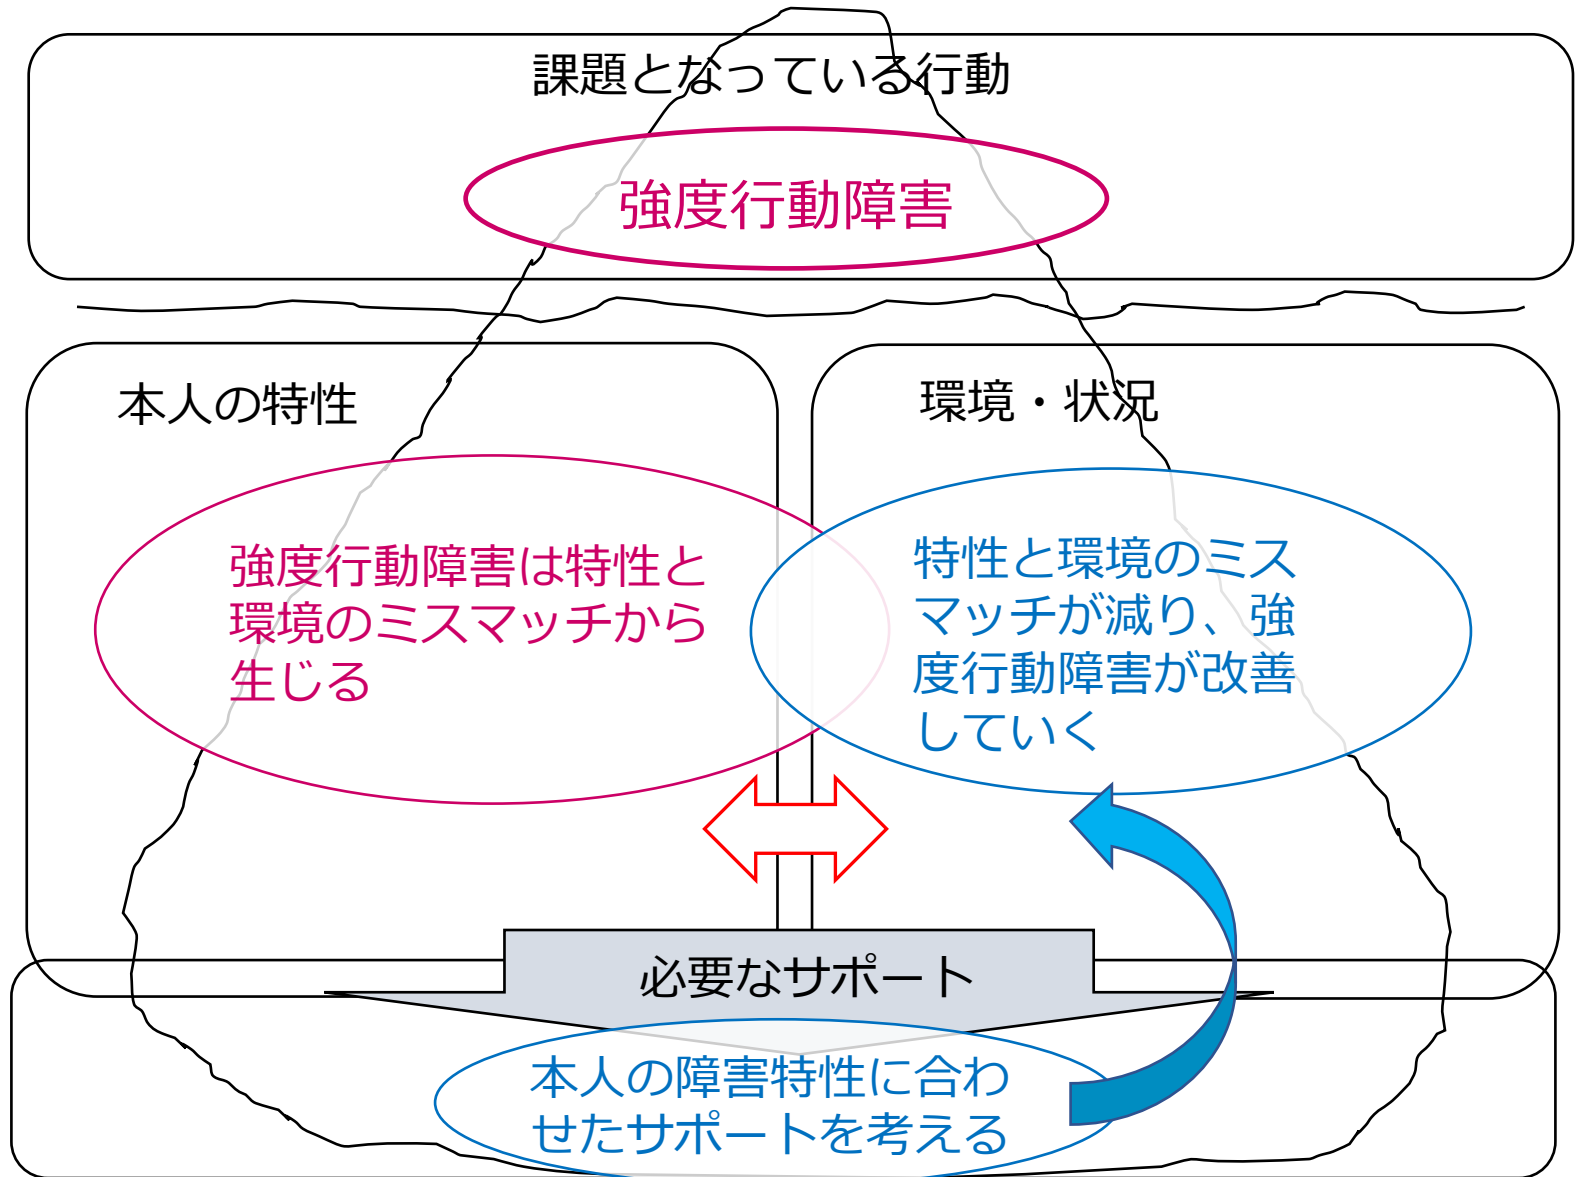 課題となっている行動
強度行動障害
本人の特性
環境・状況
強度行動障害は特性と
環境のミスマッチから
生じる
特性と環境のミス
マッチが減り、強
度行動障害が改善
していく
必要なサポート
本人の障害特性に合わ
せたサポートを考える